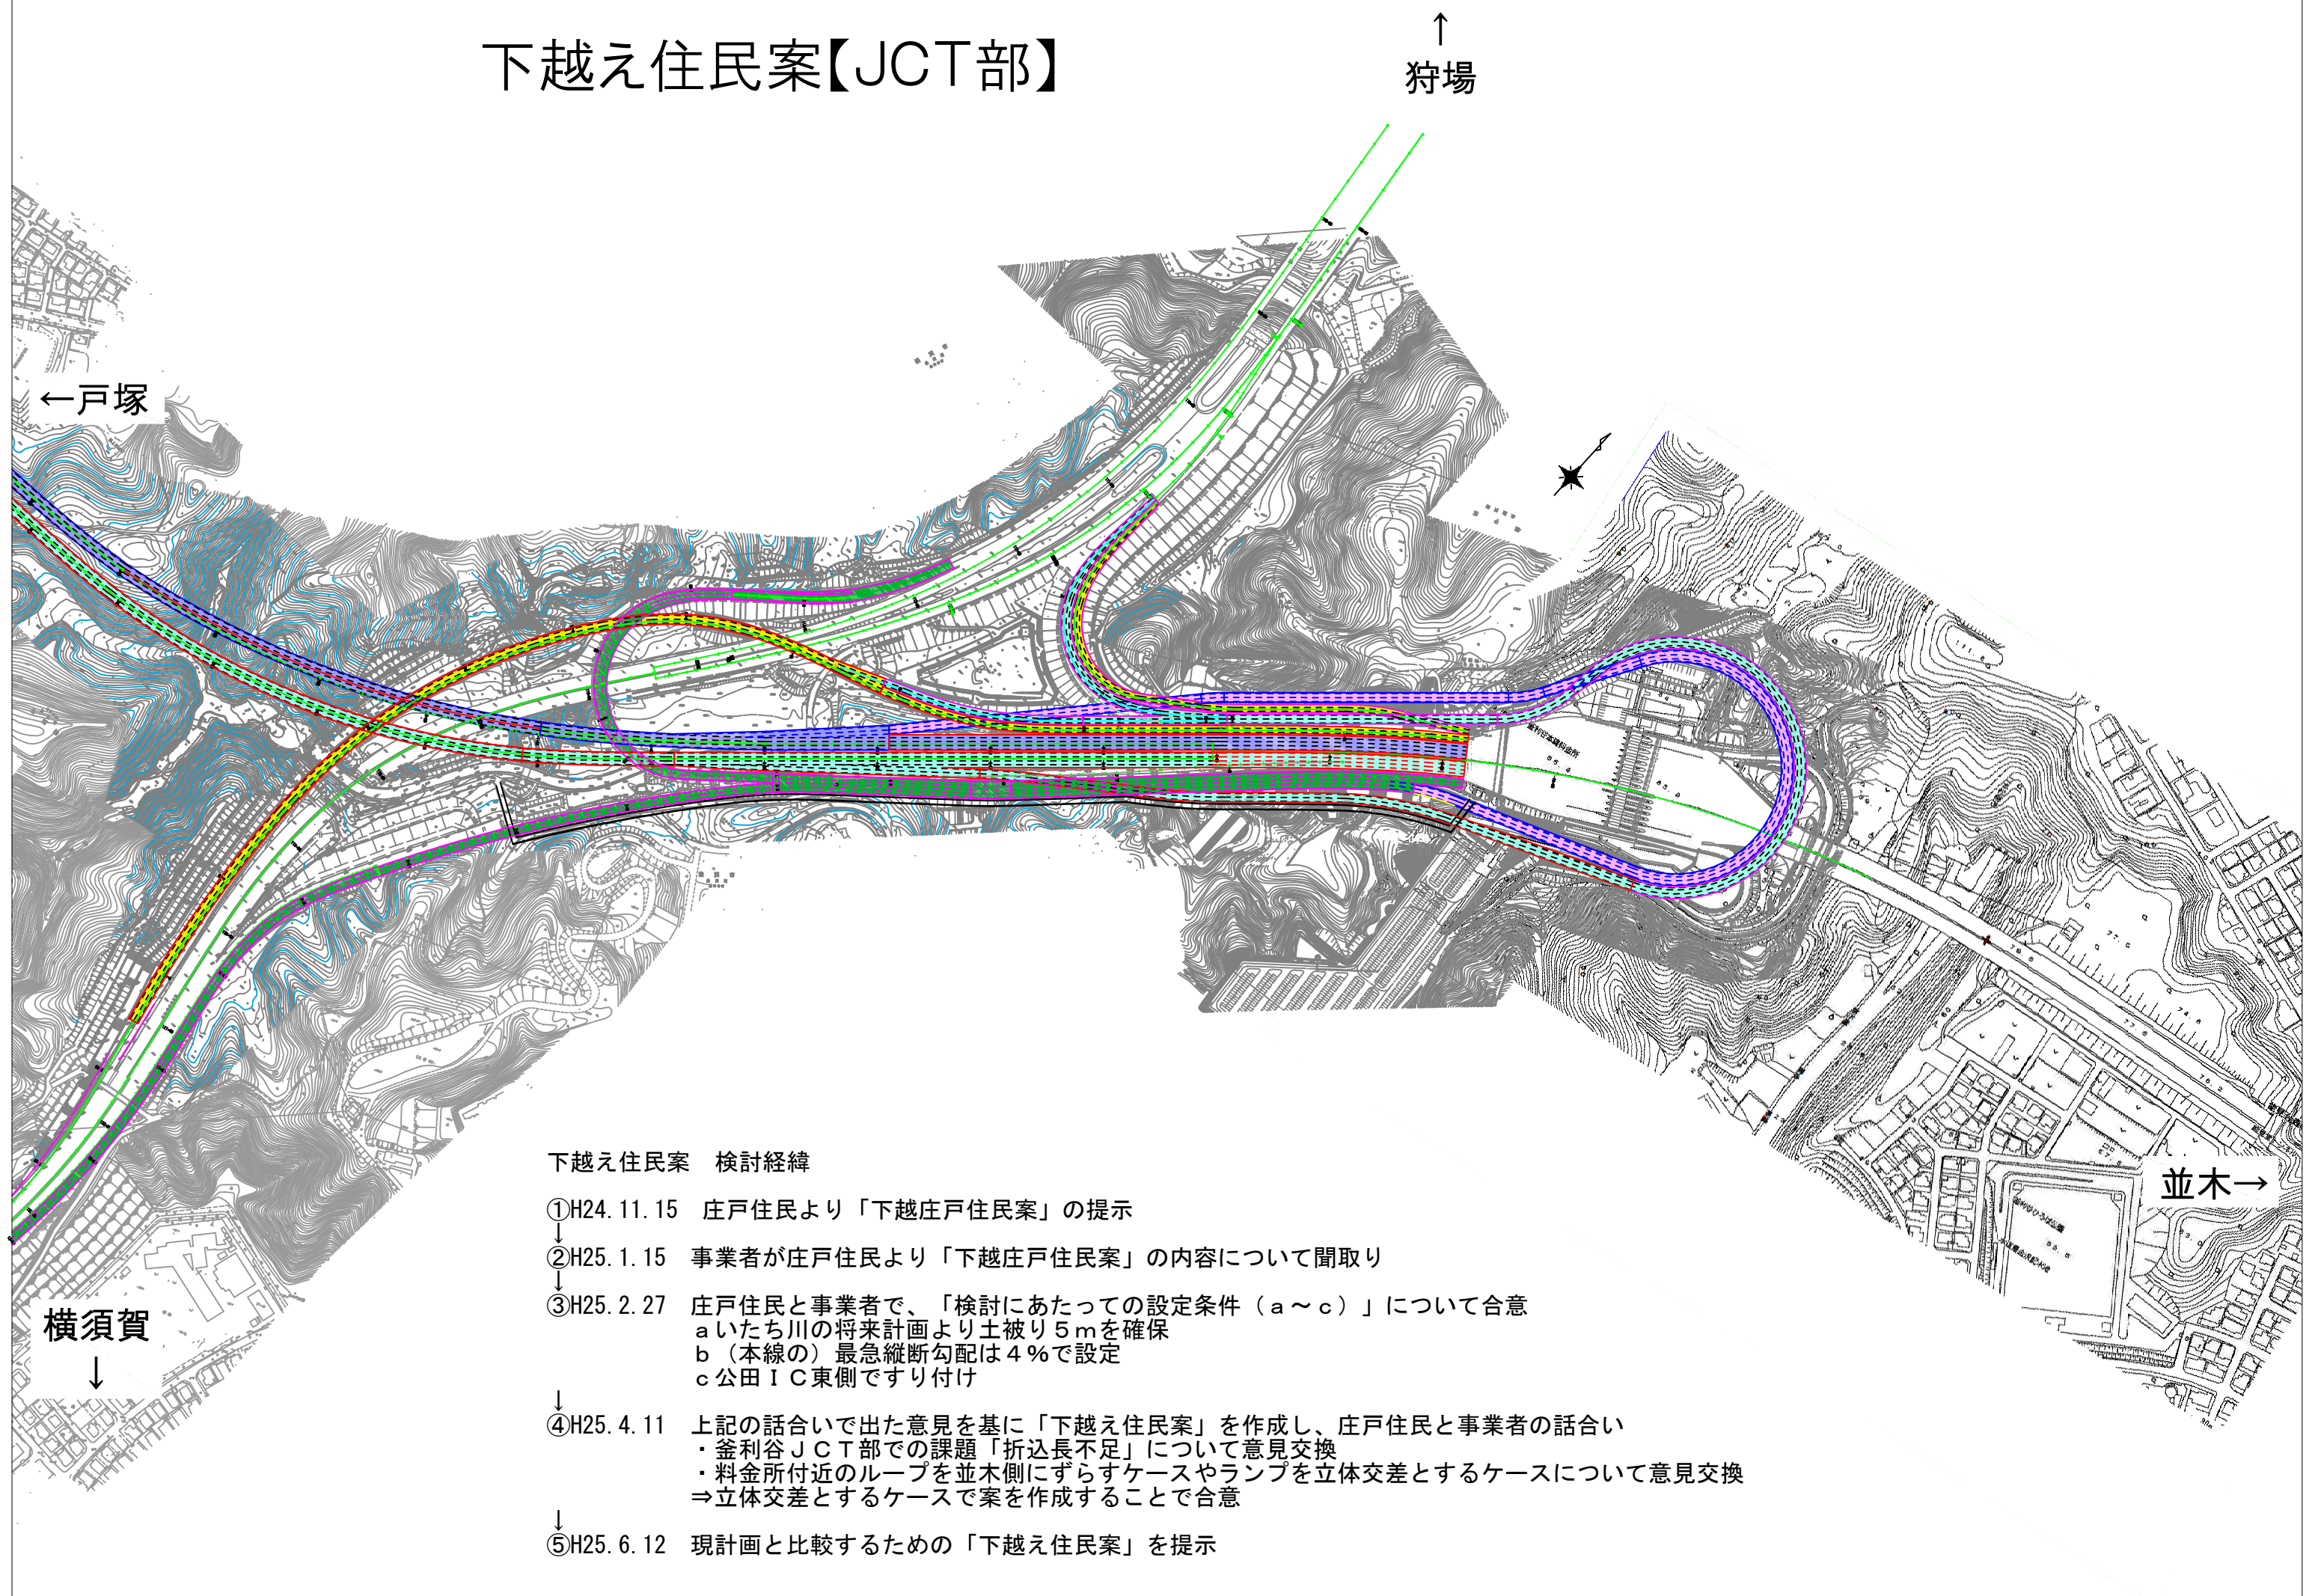 下越え住民案【JCT部】
↑
狩場
←戸塚
並木→
横須賀
↓
下越え住民案　検討経緯
①H24.11.15　庄戸住民より「下越庄戸住民案」の提示
↓
②H25.1.15　事業者が庄戸住民より「下越庄戸住民案」の内容について聞取り
↓
③H25.2.27　庄戸住民と事業者で、「検討にあたっての設定条件（ａ～ｃ）」について合意
ａいたち川の将来計画より土被り５ｍを確保
ｂ（本線の）最急縦断勾配は４％で設定
ｃ公田ＩＣ東側ですり付け
↓
④H25.4.11　上記の話合いで出た意見を基に「下越え住民案」を作成し、庄戸住民と事業者の話合い
・釜利谷ＪＣＴ部での課題「折込長不足」について意見交換
・料金所付近のループを並木側にずらすケースやランプを立体交差とするケースについて意見交換
⇒立体交差とするケースで案を作成することで合意
↓
⑤H25.6.12　現計画と比較するための「下越え住民案」を提示